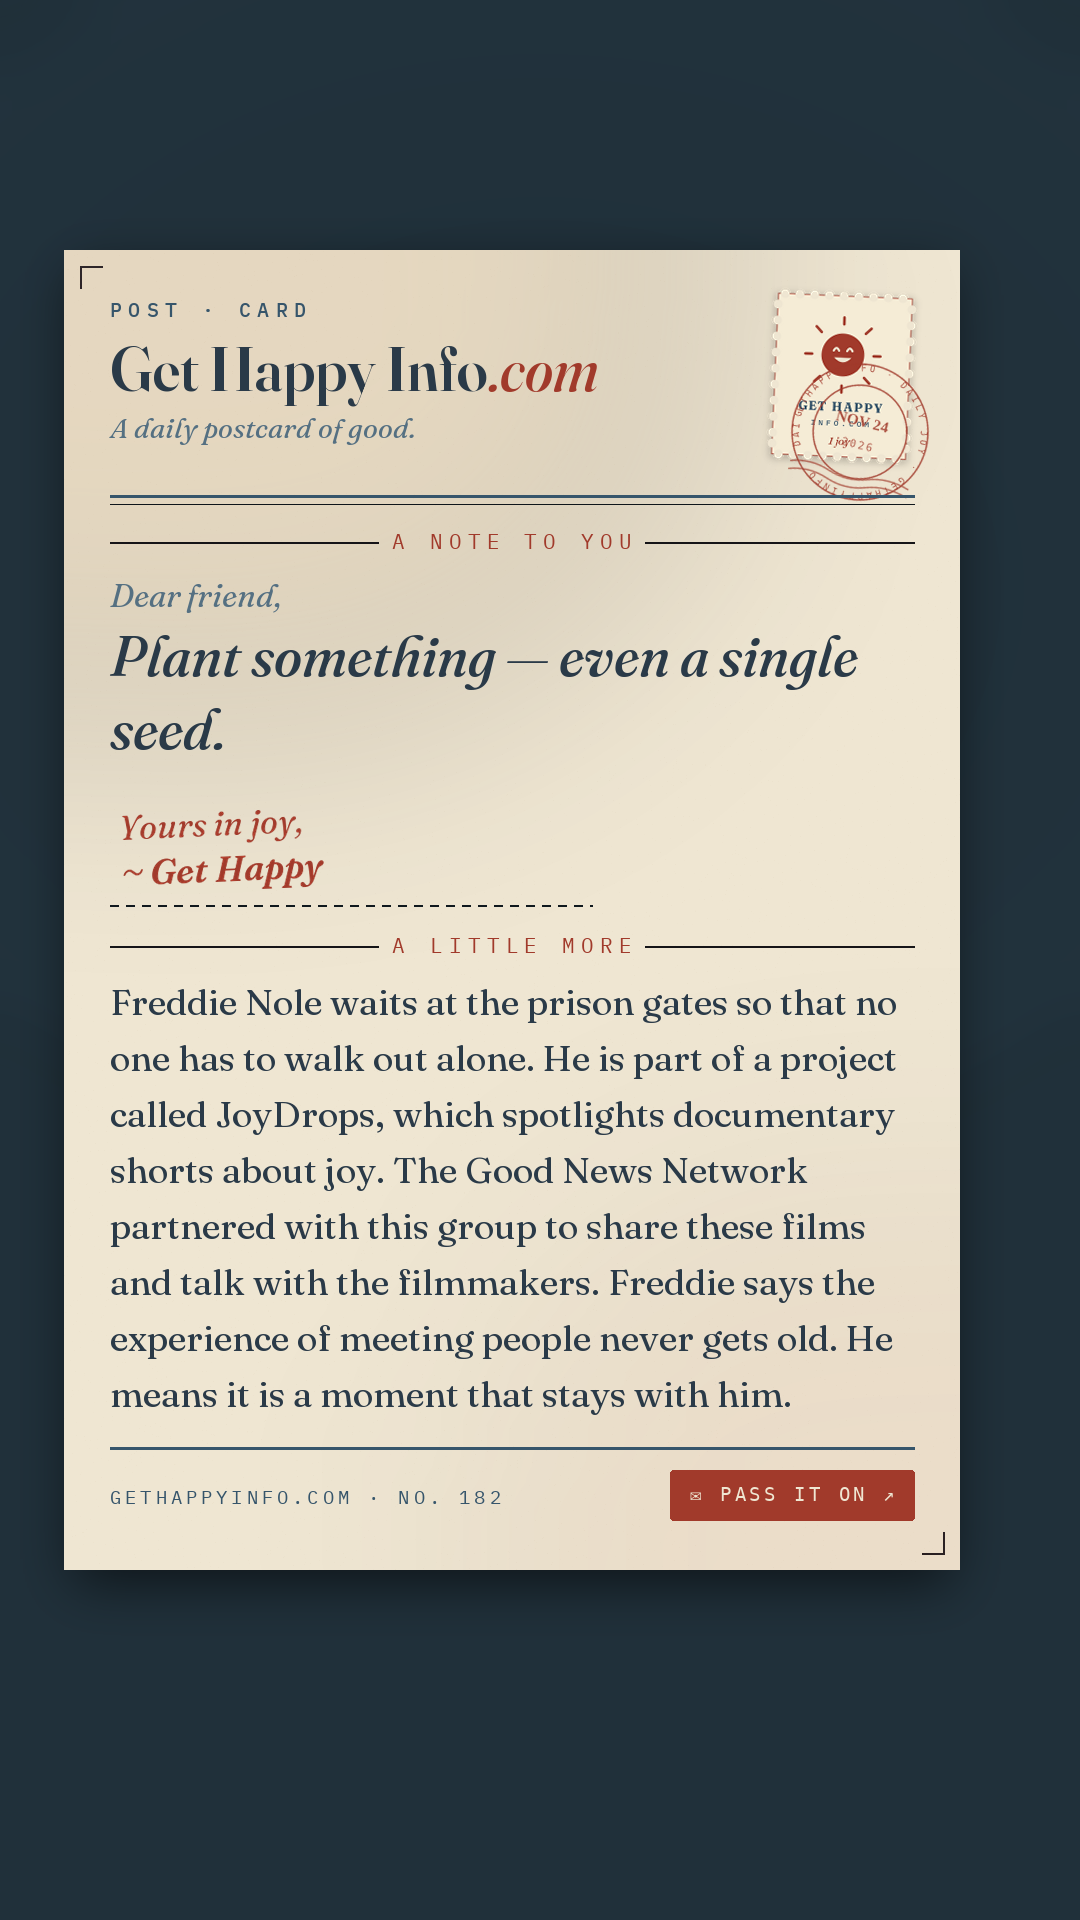 POST · CARD
Get Happy Info.com
A daily postcard of good.
GET HAPPY
INFO.COM
NOV 24
2026
A NOTE TO YOU
Dear friend,
Plant something — even a single
seed.
Yours in joy,
~ Get Happy
A LITTLE MORE
Freddie Nole waits at the prison gates so that no
one has to walk out alone. He is part of a project
called JoyDrops, which spotlights documentary
shorts about joy. The Good News Network
partnered with this group to share these films
and talk with the filmmakers. Freddie says the
experience of meeting people never gets old. He
means it is a moment that stays with him.
GETHAPPYINFO.COM · NO. 182
✉ PASS IT ON ↗